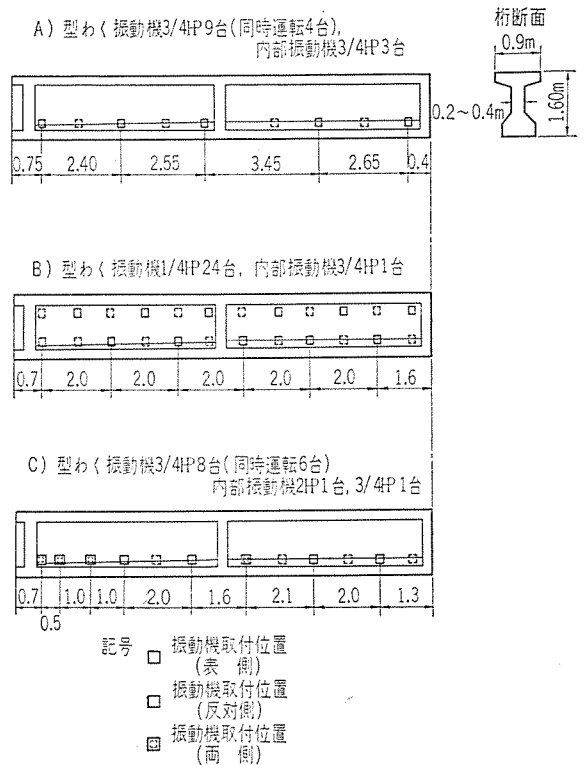 A) 型わく振動機3/4HP9台(同時運転4台),
内部振動機3/4HP3台
桁断面
0.9m
0.2~0.4m
1.60m
0.75 2.40 2.55 3.45 2.65 0.4
B) 型わく振動機1/4HP24台, 内部振動機3/4HP1台
0.7 2.0 2.0 2.0 2.0 2.0 1.6
C) 型わく振動機3/4HP8台(同時運転6台)
内部振動機2HP1台, 3/4HP1台
0.7 1.0 1.0 2.0 1.6 2.1 2.0 1.3
0.5
記号 振動機取付位置
(表 側)
振動機取付位置
(反対側)
振動機取付位置
(両 側)